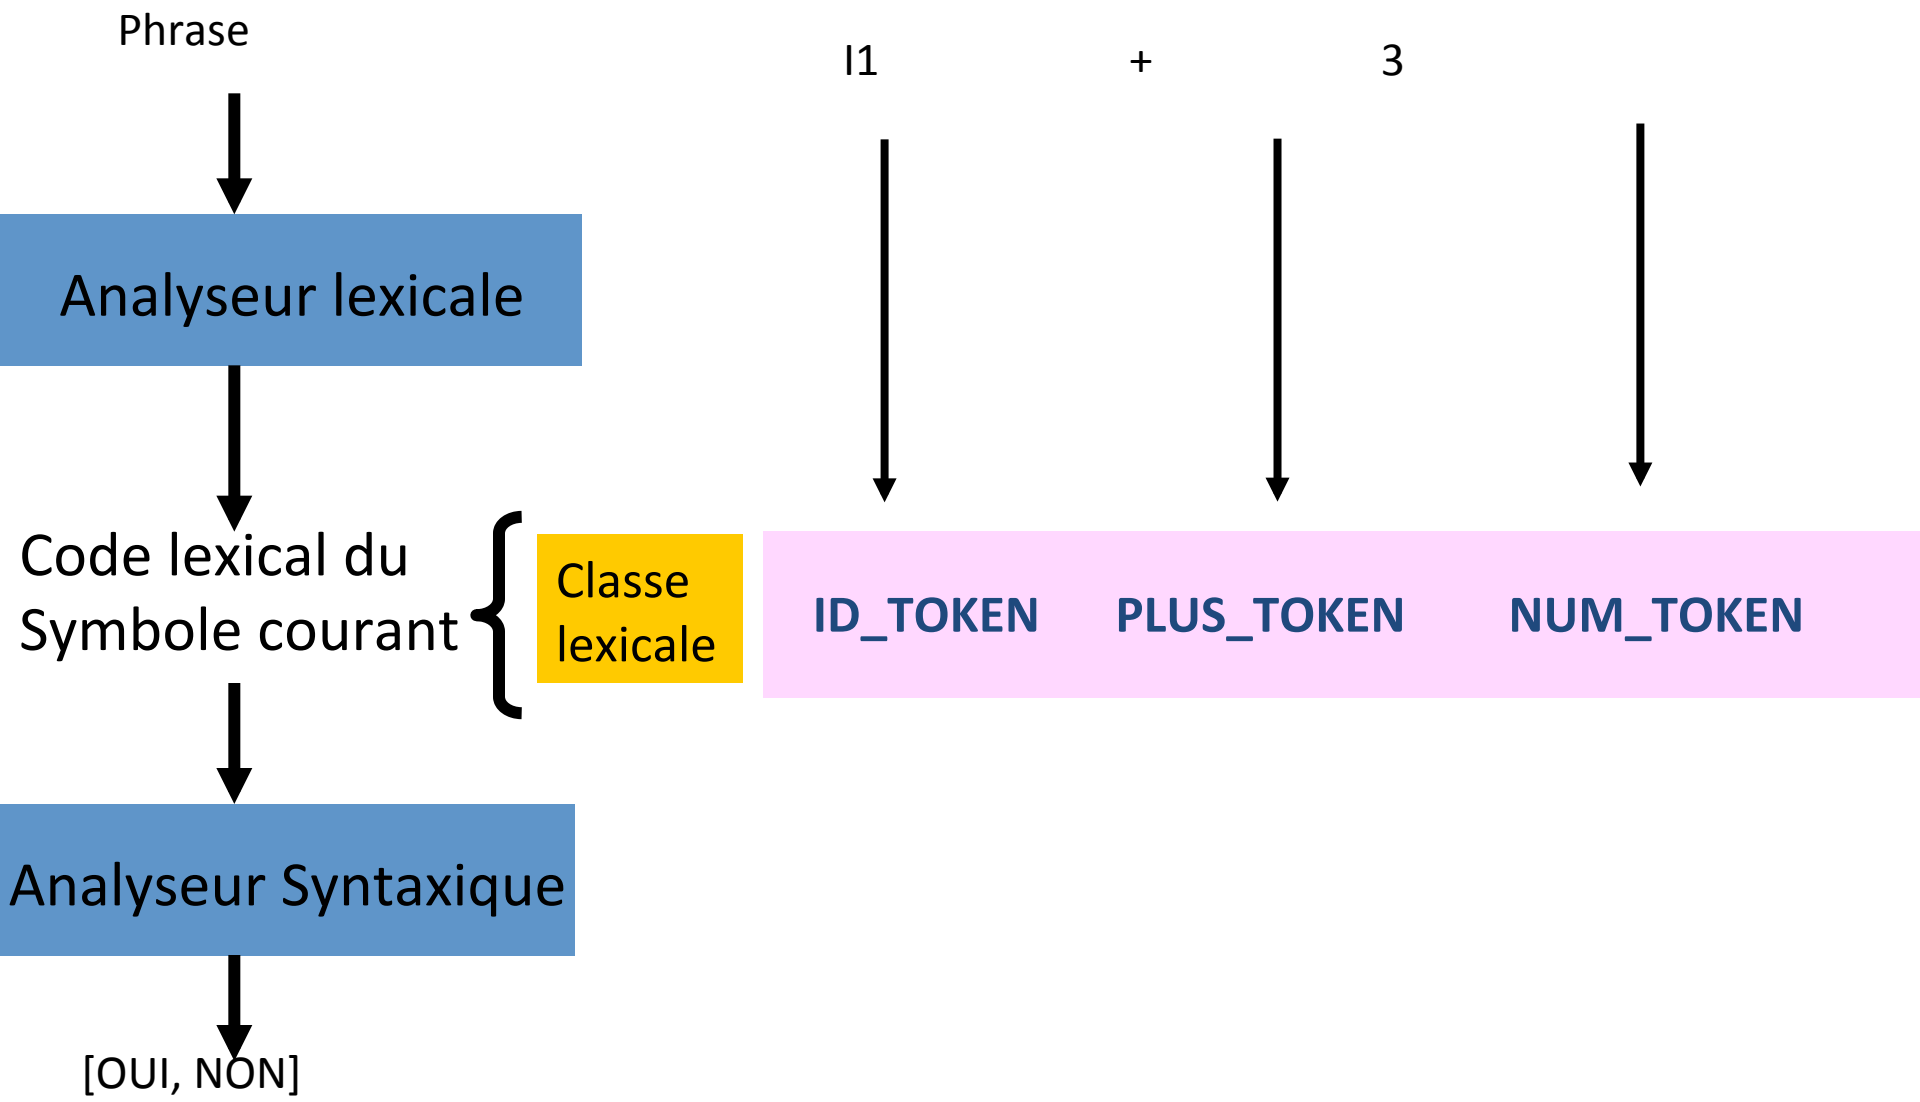 Phrase
I1 + 3
Analyseur lexicale
Code lexical du
Symbole courant
Classe
lexicale
ID_TOKEN PLUS_TOKEN NUM_TOKEN
Analyseur Syntaxique
[OUI, NON]